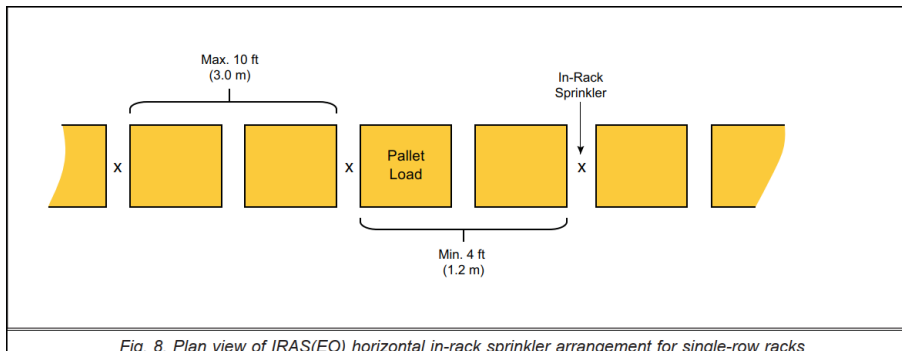 Max. 10 ft
(3.0 m)
In-Rack
Sprinkler
x
x
Pallet
Load
x
Min. 4 ft
(1.2 m)
Fig. 8. Plan view of IRAS(EO) horizontal in-rack sprinkler arrangement for single-row racks